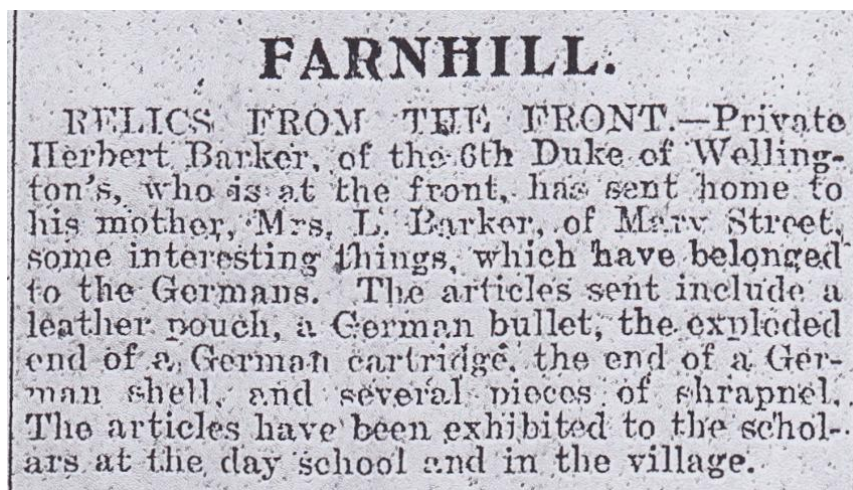 FARNHILL.
RELICS FROM THE FRONT.—Private
Herbert Barker, of the 6th Duke of Welling-
ton's, who is at the front, has sent home to
his mother, Mrs. L. Barker, of Mary Street,
some interesting things, which have belonged
to the Germans. The articles sent include a
leather pouch, a German bullet, the exploded
end of a German cartridge, the end of a Ger-
man shell, and several pieces of shrapnel.
The articles have been exhibited to the schol-
ars at the day school and in the village.